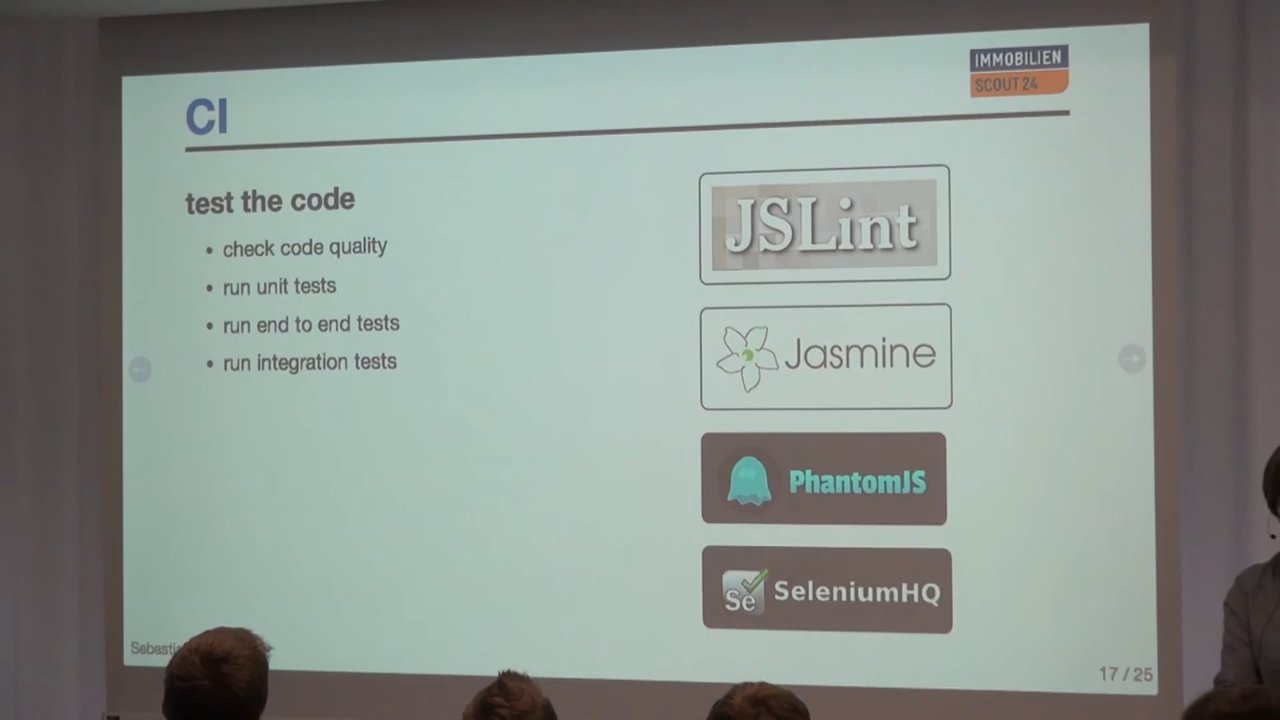 IMMOBILIEN
SCOUT 24
CI
test the code
• check code quality
• run unit tests
• run end to end tests
• run integration tests
JSLint
Jasmine
PhantomJS
Se SeleniumHQ
17 / 25